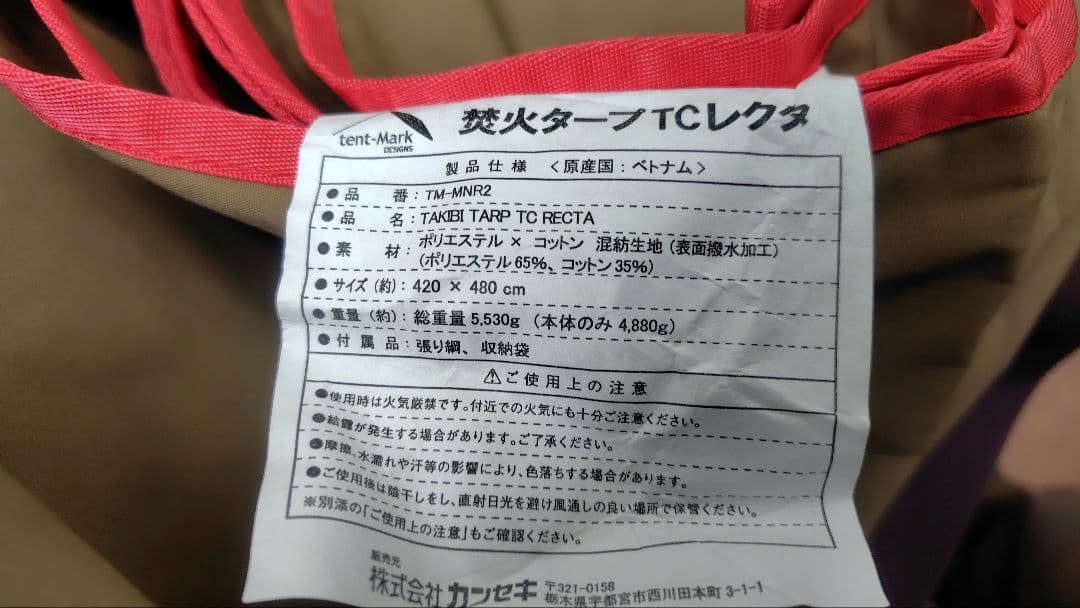 tent-Mark
DESIGNS
焚火タープTCレクタ
製品仕様 〈原産国：ベトナム〉
●品 番：TM-MNR2
●品 名：TAKIBI TARP TC RECTA
●素 材：ポリエステル × コットン 混紡生地（表面撥水加工）
（ポリエステル65%、コットン35%）
●サイズ（約）：420 × 480 cm
●重量（約）：総重量5,530g（本体のみ 4,880g）
●付属品：張り綱、収納袋
⚠ご使用上の注意
●使用時は火気厳禁です。付近での火気にも十分ご注意ください。
●結露が発生する場合があります。ご了承ください。
●摩擦、水濡れや汗等の影響により、色落ちする場合があります。
●ご使用後は陰干しをし、直射日光を避け風通しの良い場所で保管ください。
※別添の「ご使用上の注意」もご確認ください。
販売元
株式会社カンセキ
〒321-0158
栃木県宇都宮市西川田本町 3-1-1